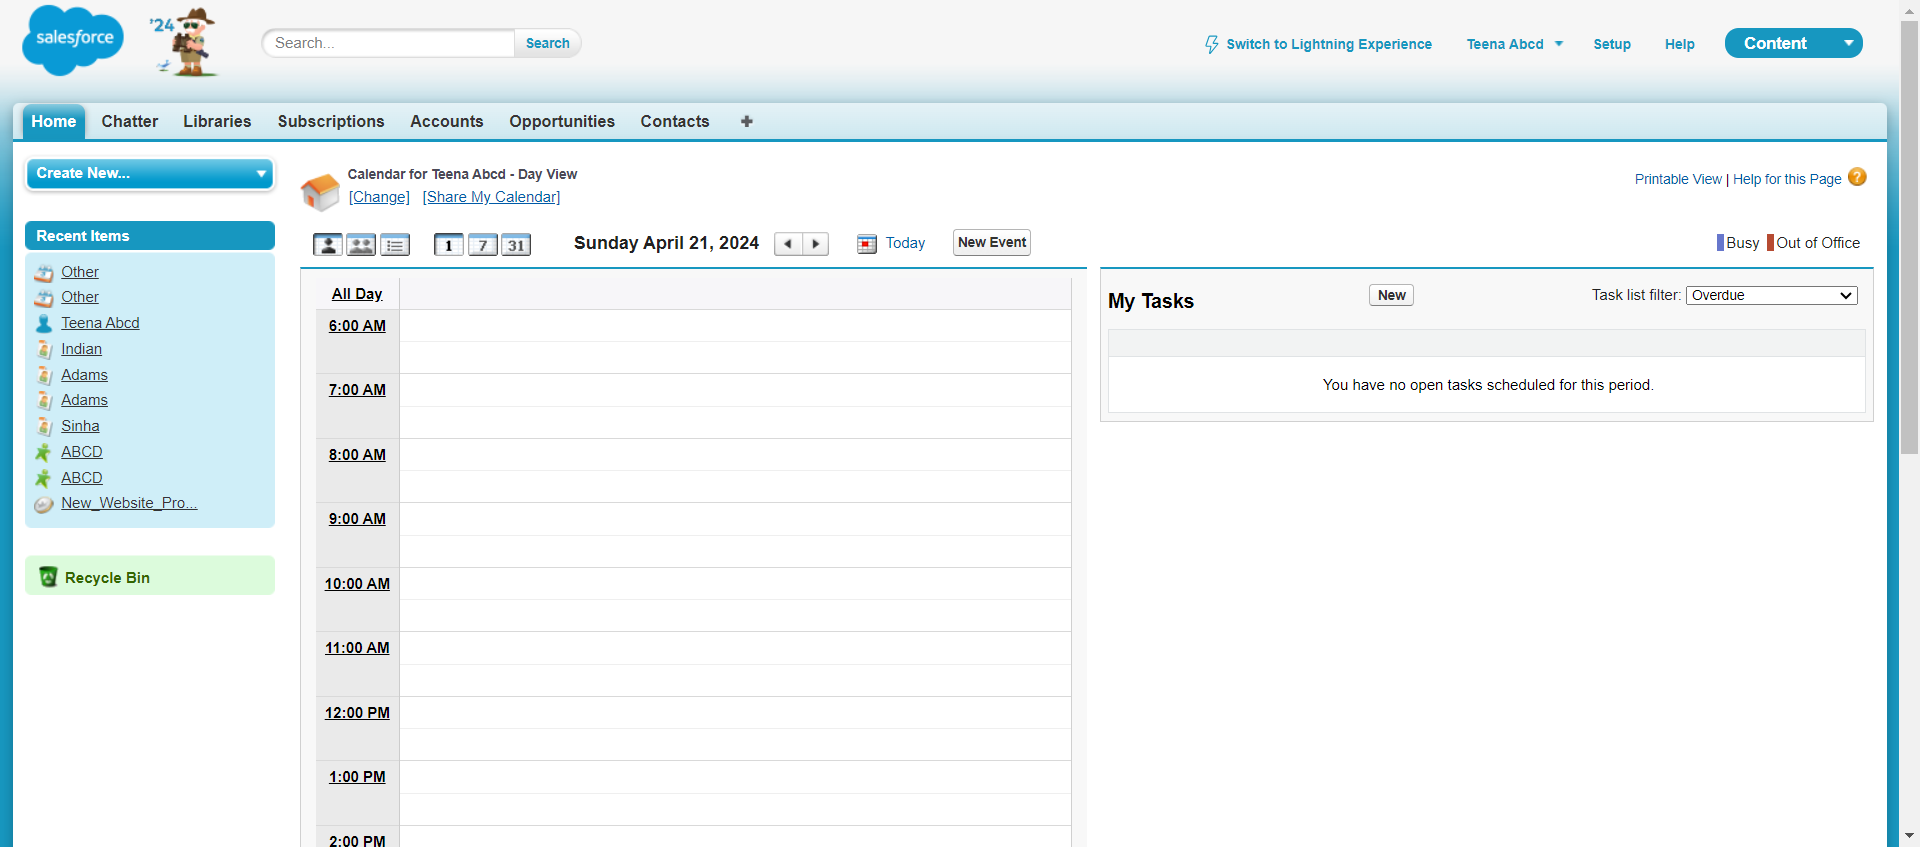 salesforce
'24
Search...
Search
Switch to Lightning Experience
Teena Abcd
Setup
Help
Content
Home
Chatter
Libraries
Subscriptions
Accounts
Opportunities
Contacts
Create New...
Recent Items
Other
Other
Teena Abcd
Indian
Adams
Adams
Sinha
ABCD
ABCD
New_Website_Pro...
Recycle Bin
Calendar for Teena Abcd - Day View
[Change] [Share My Calendar]
Printable View | Help for this Page ?
1
7
31
Sunday April 21, 2024
Today
New Event
Busy
Out of Office
All Day
6:00 AM
7:00 AM
8:00 AM
9:00 AM
10:00 AM
11:00 AM
12:00 PM
1:00 PM
2:00 PM
My Tasks
New
Task list filter: Overdue
You have no open tasks scheduled for this period.